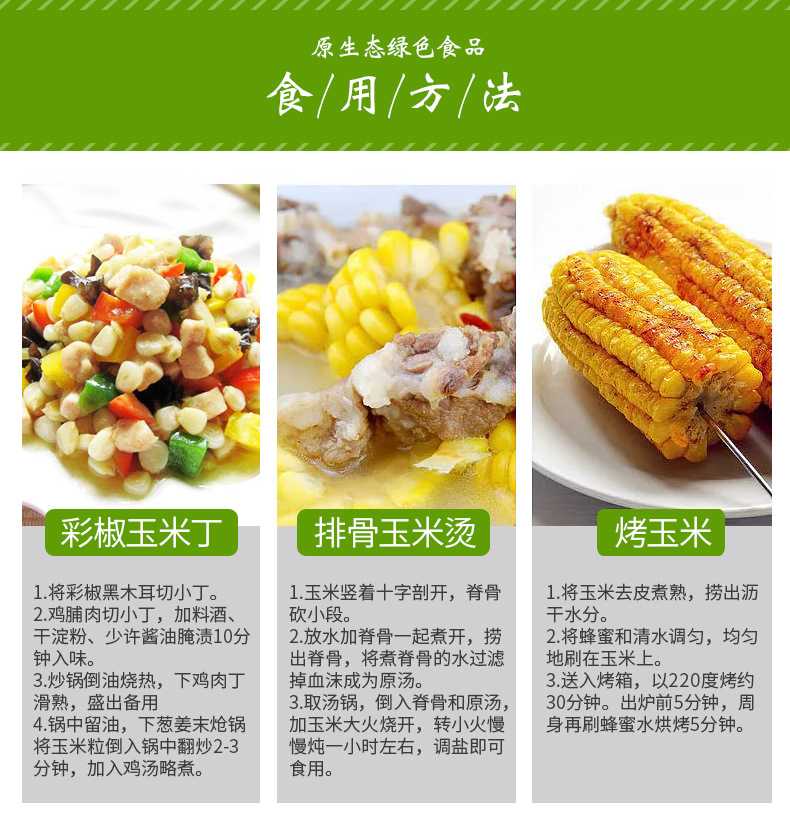 原生态绿色食品
食/用/方/法
彩椒玉米丁
1.将彩椒黑木耳切小丁。
2.鸡脯肉切小丁，加料酒、
干淀粉、少许酱油腌渍10分
钟入味。
3.炒锅倒油烧热，下鸡肉丁
滑熟，盛出备用
4.锅中留油，下葱姜末炝锅
将玉米粒倒入锅中翻炒2-3
分钟，加入鸡汤略煮。
排骨玉米烫
1.玉米竖着十字剖开，脊骨
砍小段。
2.放水加脊骨一起煮开，捞
出脊骨，将煮脊骨的水过滤
掉血沫成为原汤。
3.取汤锅，倒入脊骨和原汤，
加玉米大火烧开，转小火慢
慢炖一小时左右，调盐即可
食用。
烤玉米
1.将玉米去皮煮熟，捞出沥
干水分。
2.将蜂蜜和清水调匀，均匀
地刷在玉米上。
3.送入烤箱，以220度烤约
30分钟。出炉前5分钟，周
身再刷蜂蜜水烘烤5分钟。